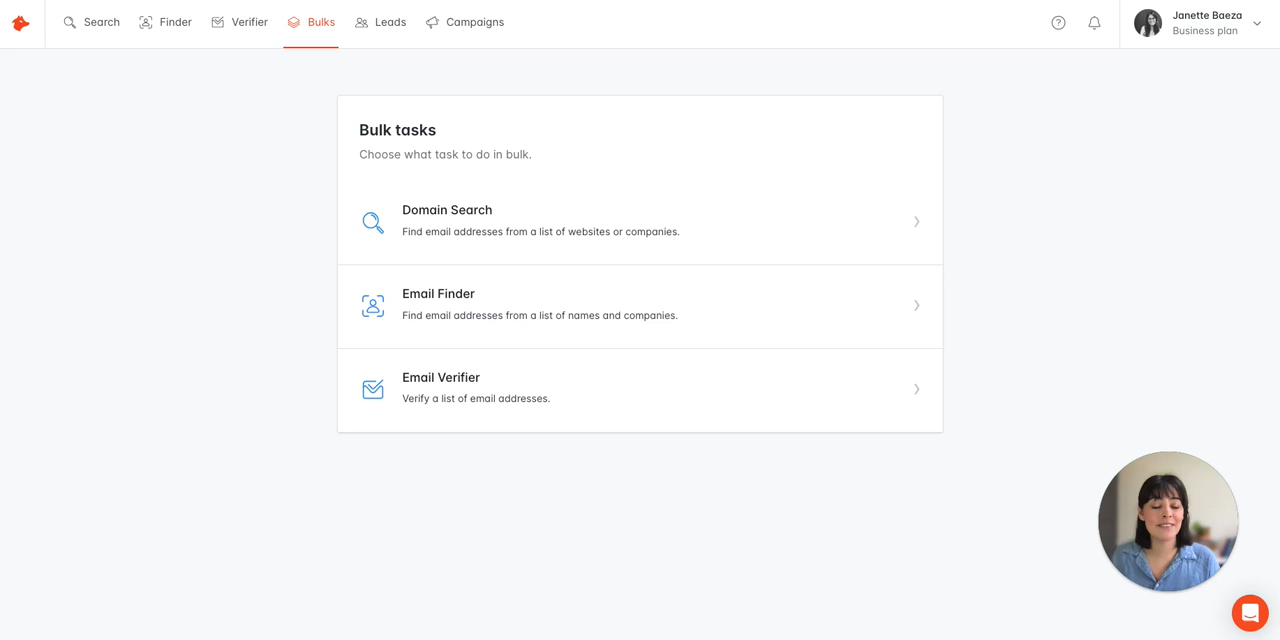 Search
Finder
Verifier
Bulks
Leads
Campaigns
Janette Baeza
Business plan
Bulk tasks
Choose what task to do in bulk.
Domain Search
Find email addresses from a list of websites or companies.
Email Finder
Find email addresses from a list of names and companies.
Email Verifier
Verify a list of email addresses.